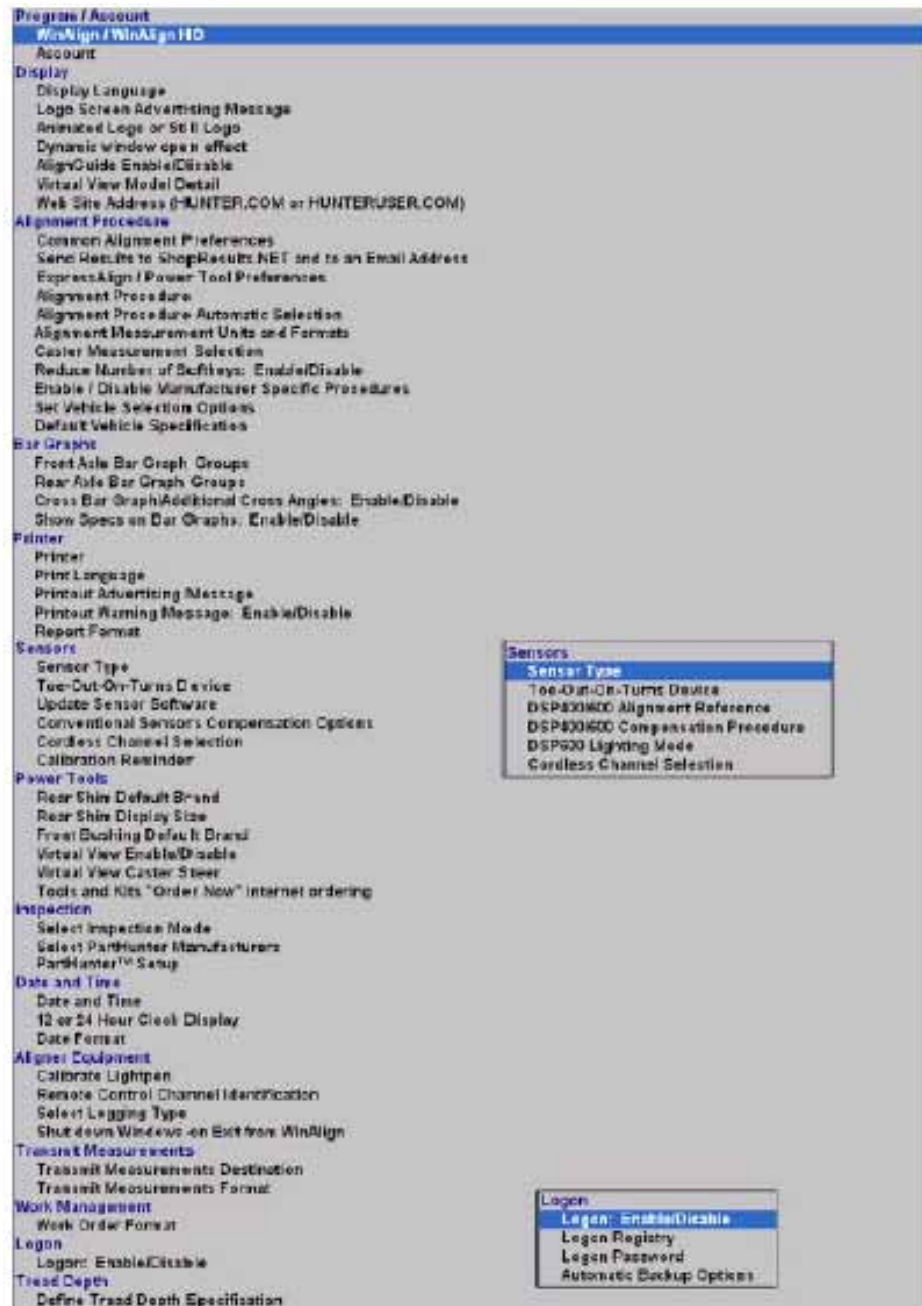 Program / Account
WinAlign / WinAlign HD
Account
Display
Display Language
Logo Screen Advertising Message
Animated Logo or Still Logo
Dynamic window open effect
AlignGuide Enable/Disable
Virtual View Model Detail
Web Site Address (HUNTER.COM or HUNTERUSER.COM)
Alignment Procedure
Common Alignment Preferences
Send Results to ShopResults.NET and to an Email Address
ExpressAlign / Power Tool Preferences
Alignment Procedure
Alignment Procedure Automatic Selection
Alignment Measurement Units and Formats
Caster Measurement Selection
Reduce Number of Softkeys: Enable/Disable
Enable / Disable Manufacturer Specific Procedures
Set Vehicle Selection Options
Default Vehicle Specification
Bar Graphs
Front Axle Bar Graph Groups
Rear Axle Bar Graph Groups
Cross Bar Graph/Additional Cross Angles: Enable/Disable
Show Specs on Bar Graphs: Enable/Disable
Printer
Printer
Print Language
Printout Advertising Message
Printout Warning Message: Enable/Disable
Report Format
Sensors
Sensor Type
Toe-Out-On-Turns Device
Update Sensor Software
Conventional Sensors Compensation Options
Cordless Channel Selection
Calibration Reminder
Sensors
Sensor Type
Toe-Out-On-Turns Device
DSP400/600 Alignment Reference
DSP400/600 Compensation Procedure
DSP600 Lighting Mode
Cordless Channel Selection
Power Tools
Rear Shim Default Brand
Rear Shim Display Size
Front Bushing Default Brand
Virtual View Enable/Disable
Virtual View Caster Steer
Tools and Kits "Order Now" internet ordering
Inspection
Select Inspection Mode
Select PartHunter Manufacturers
PartHunter™ Setup
Date and Time
Date and Time
12 or 24 Hour Clock Display
Date Format
Aligner Equipment
Calibrate Lightpen
Remote Control Channel Identification
Select Logging Type
Shut down Windows on Exit from WinAlign
Transmit Measurements
Transmit Measurements Destination
Transmit Measurements Format
Work Management
Work Order Format
Logon
Logon: Enable/Disable
Logon
Logon: Enable/Disable
Logon Registry
Logon Password
Automatic Backup Options
Tread Depth
Define Tread Depth Specification